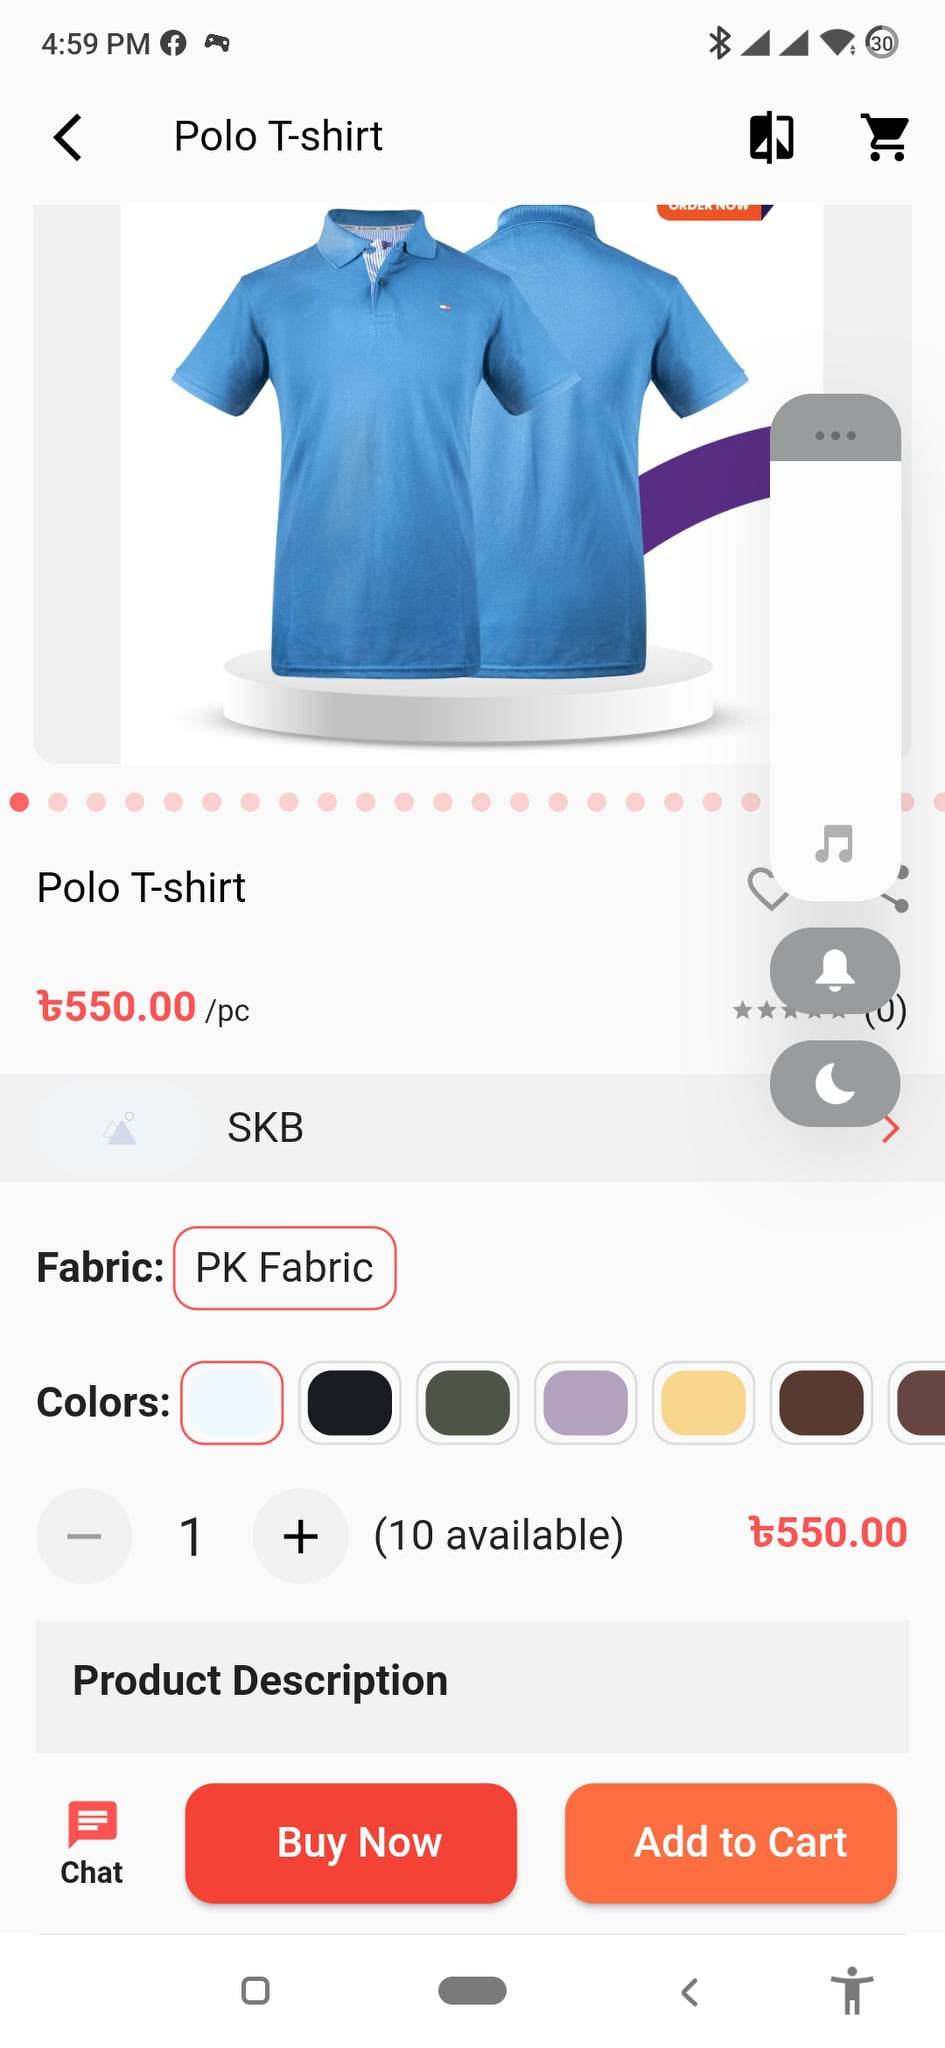 4:59 PM
30
Polo T-shirt
ORDER NOW
Polo T-shirt
৳550.00 /pc
(0)
SKB
Fabric: PK Fabric
Colors:
1 (10 available) ৳550.00
Product Description
Buy Now
Add to Cart
Chat